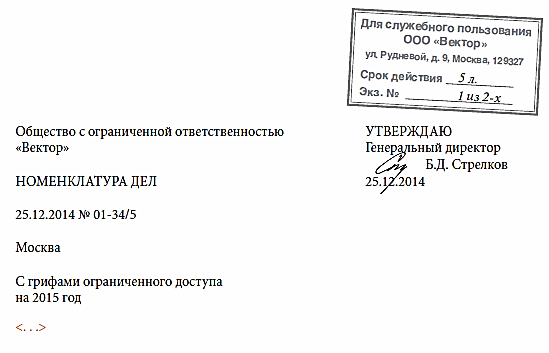 Для служебного пользования
ООО «Вектор»
ул. Рудневой, д. 9, Москва, 129327
Срок действия 5 л.
Экз. № 1 из 2-х
Общество с ограниченной ответственностью
«Вектор»
УТВЕРЖДАЮ
Генеральный директор
Б.Д. Стрелков
25.12.2014
НОМЕНКЛАТУРА ДЕЛ
25.12.2014 № 01-34/5
Москва
С грифами ограниченного доступа
на 2015 год
<. . .>